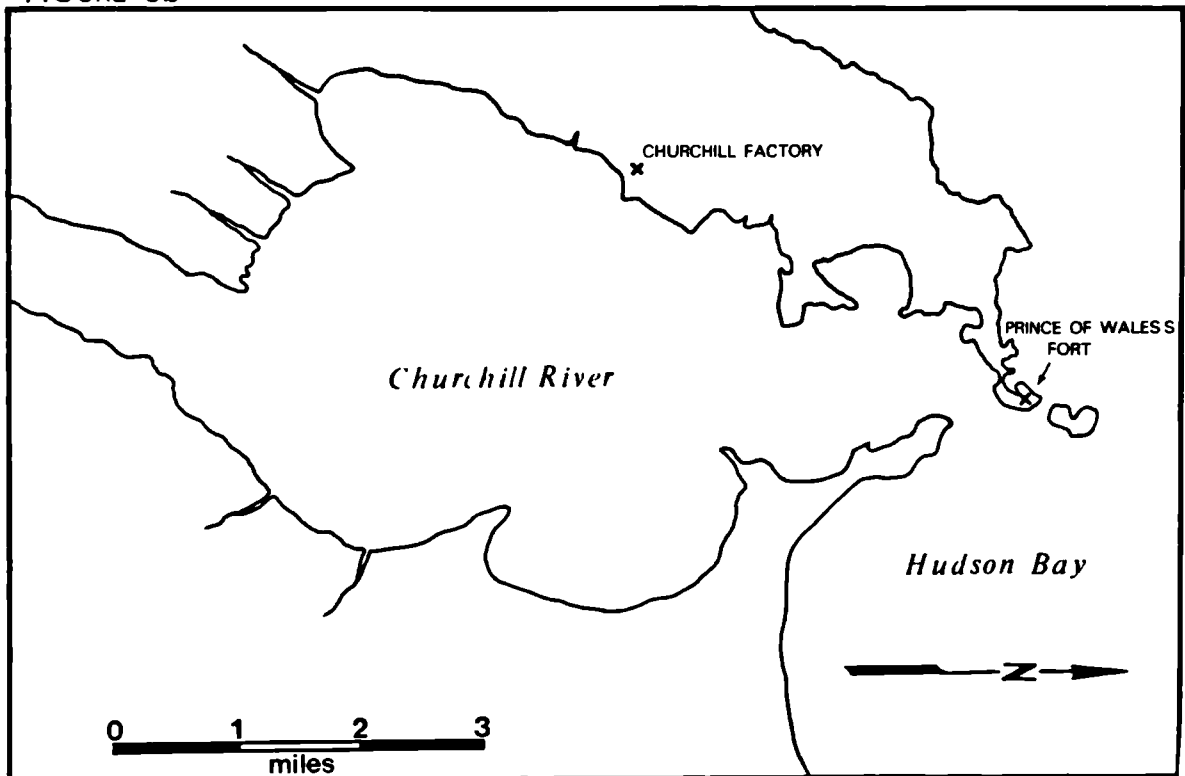 CHURCHILL FACTORY
PRINCE OF WALES S
FORT
Churchill River
Hudson Bay
N
0 1 2 3
miles